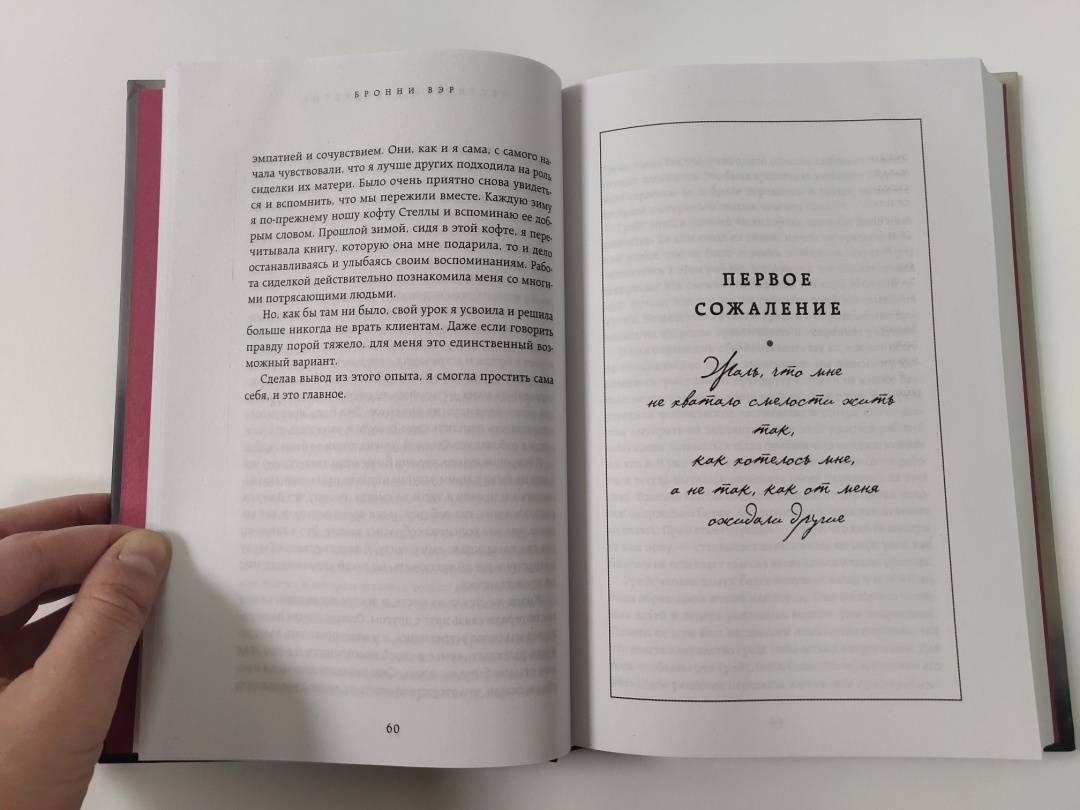 БРОННИ ВЭР
эмпатией и сочувствием. Они, как и я сама, с самого на-
чала чувствовали, что я лучше других подходила на роль
сиделки их матери. Было очень приятно снова увидеть-
ся и вспомнить, что мы пережили вместе. Каждую зиму
я по-прежнему ношу кофту Стеллы и вспоминаю ее доб-
рым словом. Прошлой зимой, сидя в этой кофте, я пере-
читывала книгу, которую она мне подарила, то и дело
останавливаясь и улыбаясь своим воспоминаниям. Рабо-
та сиделкой действительно познакомила меня со многи-
ми потрясающими людьми.
Но, как бы там ни было, свой урок я усвоила и решила
больше никогда не врать клиентам. Даже если говорить
правду порой тяжело, для меня это единственный воз-
можный вариант.
Сделав вывод из этого опыта, я смогла простить сама
себя, и это главное.
60
ПЕРВОЕ
СОЖАЛЕНИЕ
Жаль, что мне
не хватало смелости жить
так,
как хотелось мне,
а не так, как от меня
ожидали другие